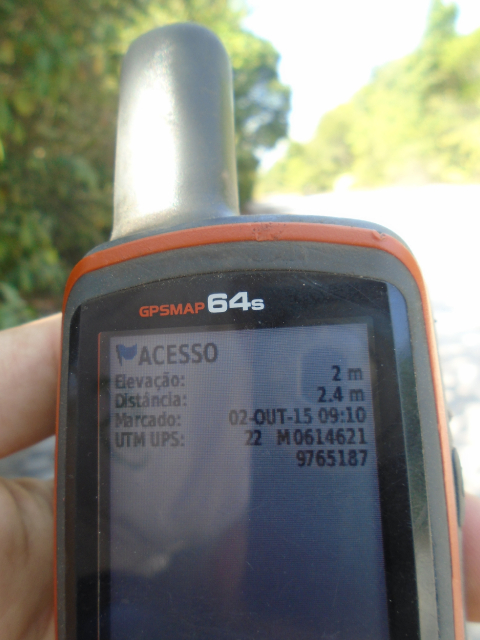 GPSMAP 64s
ACESSO
Elevação: 2 m
Distância: 2.4 m
Marcado: 02-OUT-15 09:10
UTM UPS: 22 M 0614621
9765187